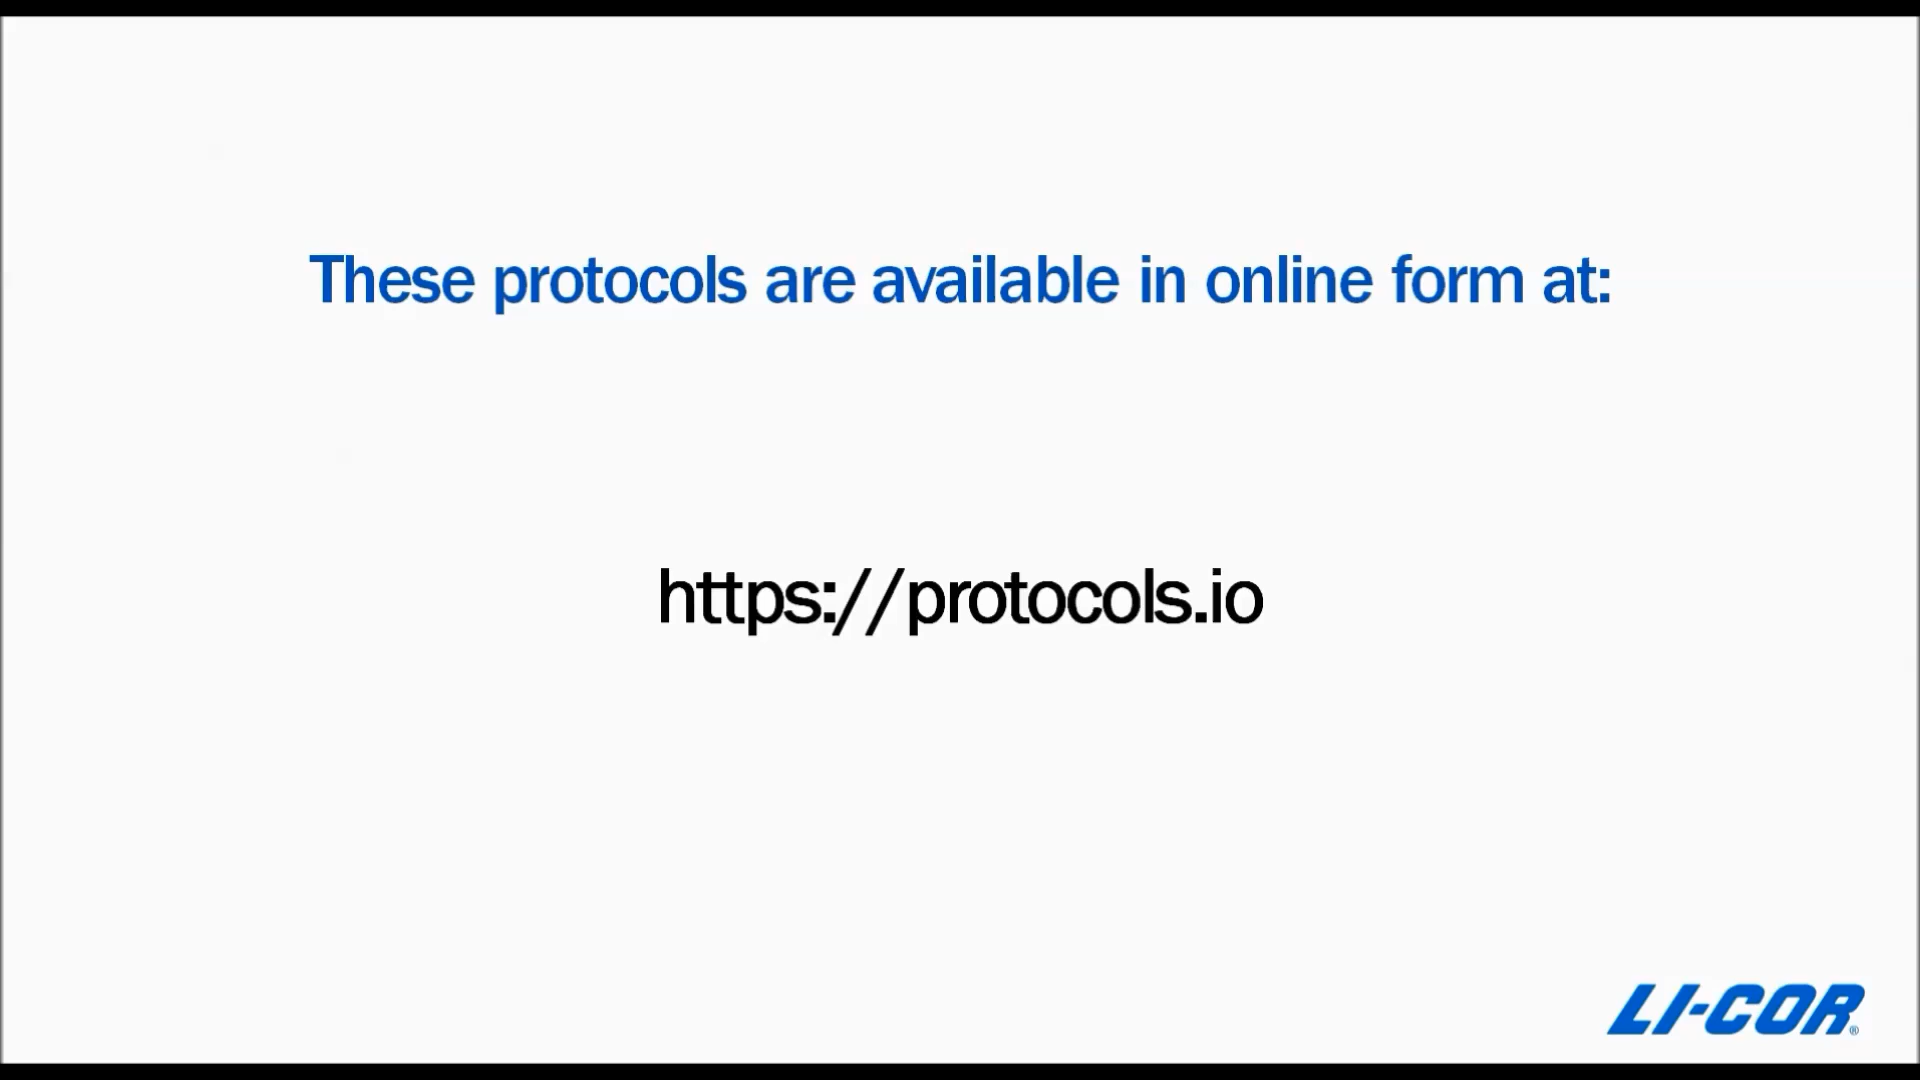 These protocols are available in online form at:
https://protocols.io
LI-COR®